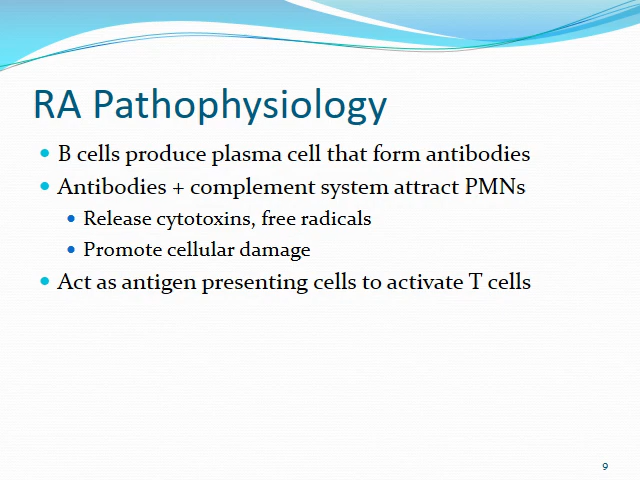 RA Pathophysiology
B cells produce plasma cell that form antibodies
Antibodies + complement system attract PMNs
Release cytotoxins, free radicals
Promote cellular damage
Act as antigen presenting cells to activate T cells
9